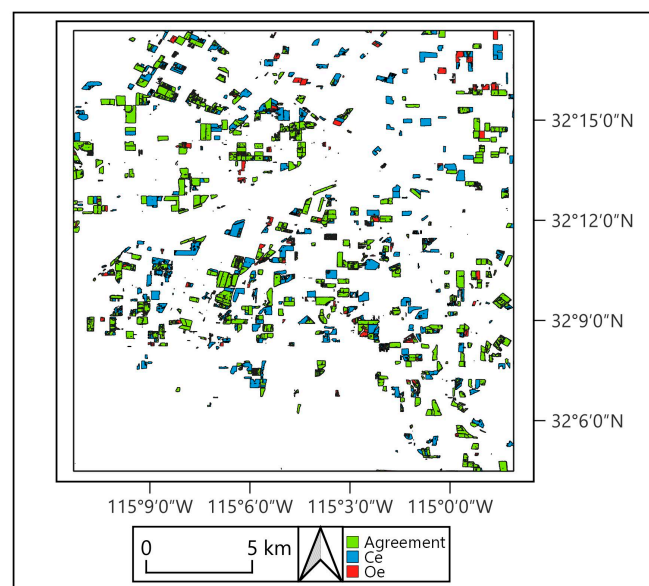 32°15′0″N
32°12′0″N
32°9′0″N
32°6′0″N
115°9′0″W 115°6′0″W 115°3′0″W 115°0′0″W
0 5 km
Agreement
Ce
Oe